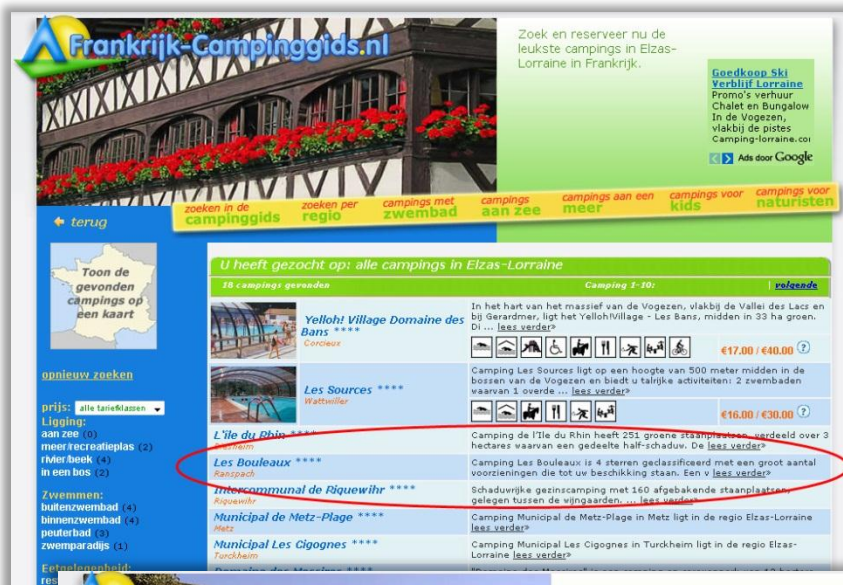 Frankrijk-Campinggids.nl
Zoek en reserveer nu de
leukste campings in Elzas-
Lorraine in Frankrijk.
Goedkoop Ski
Verblijf Lorraine
Promo's verhuur
Chalet en Bungalow
In de Vogezen,
vlakbij de pistes
Camping-lorraine.co
Ads door Google
terug
zoeken in de
campinggids
zoeken per
regio
campings met
zwembad
campings
aan zee
campings aan een
meer
campings voor
kids
campings voor
naturisten
Toon de
gevonden
campings op
een kaart
opnieuw zoeken
prijs: alle tariefklassen
Ligging:
aan zee (0)
meer/recreatieplas (2)
rivier/beek (4)
in een bos (2)
Zwemmen:
buitenzwembad (4)
binnenzwembad (4)
peuterbad (3)
zwemparadijs (1)
Eetgelegenheid:
res
U heeft gezocht op: alle campings in Elzas-Lorraine
18 campings gevonden Camping 1-10: | volgende
Yelloh! Village Domaine des
Bans ****
Corcieux
In het hart van het massief van de Vogezen, vlakbij de Vallei des Lacs en
bij Gerardmer, ligt het Yelloh!Village - Les Bans, midden in 33 ha groen.
Di ... lees verder»
€17.00 / €40.00 ?
Les Sources ****
Wattwiller
Camping Les Sources ligt op een hoogte van 500 meter midden in de
bossen van de Vogezen en biedt u talrijke activiteiten: 2 zwembaden
waarvan 1 overde ... lees verder»
€16.00 / €30.00 ?
L'ile du Rhin ****
Biesheim
Camping de l'Ile du Rhin heeft 251 groene staanplaatsen, verdeeld over 3
hectares waarvan een gedeelte half-schaduw. De lees verder»
Les Bouleaux ****
Ranspach
Camping Les Bouleaux is 4 sterren geclassificeerd met een groot aantal
voorzieningen die tot uw beschikking staan. Een v lees verder»
Intercommunal de Riquewihr ****
Riquewihr
Schaduwrijke gezinscamping met 160 afgebakende staanplaatsen,
gelegen tussen de wijngaarden. ... lees verder»
Municipal de Metz-Plage ****
Metz
Camping Municipal de Metz-Plage in Metz ligt in de regio Elzas-Lorraine
lees verder»
Municipal Les Cigognes ****
Turckheim
Camping Municipal Les Cigognes in Turckheim ligt in de regio Elzas-
Lorraine lees verder»